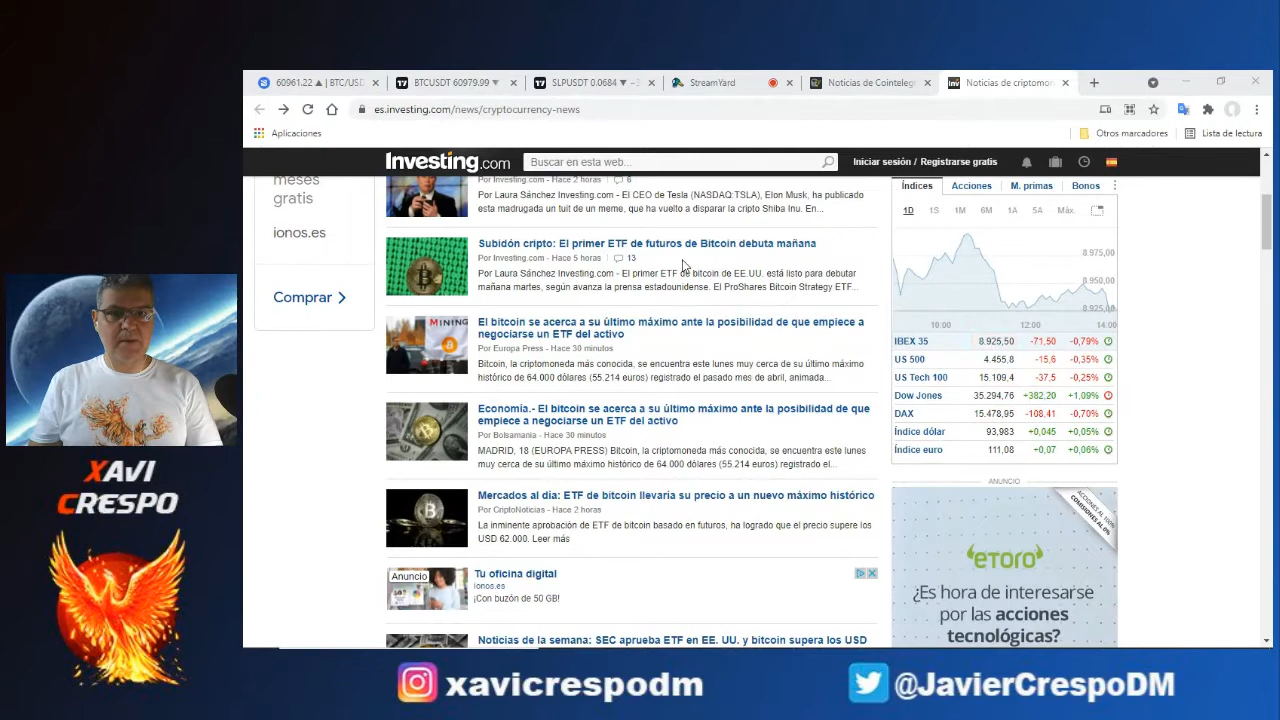 60961.22 ▲ | BTC/USD
BTCUSDT 60979.99 ▼ −
SLPUSDT 0.0684 ▼
StreamYard
Noticias de Cointeleg
Noticias de criptomon
es.investing.com/news/cryptocurrency-news
Aplicaciones
Otros marcadores
Lista de lectura
Investing.com
Buscar en esta web...
Iniciar sesión / Registrarse gratis
meses
gratis
ionos.es
Comprar
Por Investing.com - Hace 2 horas 6
Por Laura Sánchez Investing.com - El CEO de Tesla (NASDAQ:TSLA), Elon Musk, ha publicado
esta madrugada un tuit de un meme, que ha vuelto a disparar la cripto Shiba Inu. En...
Subidón cripto: El primer ETF de futuros de Bitcoin debuta mañana
Por Investing.com - Hace 5 horas 13
Por Laura Sánchez Investing.com - El primer ETF de bitcoin de EE.UU. está listo para debutar
mañana martes, según avanza la prensa estadounidense. El ProShares Bitcoin Strategy ETF...
MINING
El bitcoin se acerca a su último máximo ante la posibilidad de que empiece a
negociarse un ETF del activo
Por Europa Press - Hace 30 minutos
Bitcoin, la criptomoneda más conocida, se encuentra este lunes muy cerca de su último máximo
histórico de 64.000 dólares (55.214 euros) registrado el pasado mes de abril, animada...
Economía.- El bitcoin se acerca a su último máximo ante la posibilidad de que
empiece a negociarse un ETF del activo
Por Bolsamania - Hace 30 minutos
MADRID, 18 (EUROPA PRESS) Bitcoin, la criptomoneda más conocida, se encuentra este lunes
muy cerca de su último máximo histórico de 64.000 dólares (55.214 euros) registrado el...
Mercados al día: ETF de bitcoin llevaría su precio a un nuevo máximo histórico
Por CriptoNoticias - Hace 2 horas
La inminente aprobación de ETF de bitcoin basado en futuros, ha logrado que el precio supere los
USD 62.000. Leer más
Anuncio
Tu oficina digital
ionos.es
¡Con buzón de 50 GB!
Noticias de la semana: SEC aprueba ETF en EE. UU. y bitcoin supera los USD
Índices Acciones M. primas Bonos
1D 1S 1M 6M 1A 5A Máx.
8.975,00
8.950,00
8.925,00
10:00 12:00 14:00
IBEX 35 8.925,50 -71,50 -0,79%
US 500 4.455,8 -15,6 -0,35%
US Tech 100 15.109,4 -37,5 -0,25%
Dow Jones 35.294,76 +382,20 +1,09%
DAX 15.478,95 -108,41 -0,70%
Índice dólar 93,983 +0,045 +0,05%
Índice euro 111,08 +0,07 +0,06%
ANUNCIO
ACCIONES AL 100%
COMISIONES AL 0%
eToro
¿Es hora de interesarse
por las acciones
tecnológicas?
XAVI
CRESPO
xavicrespodm
@JavierCrespoDM